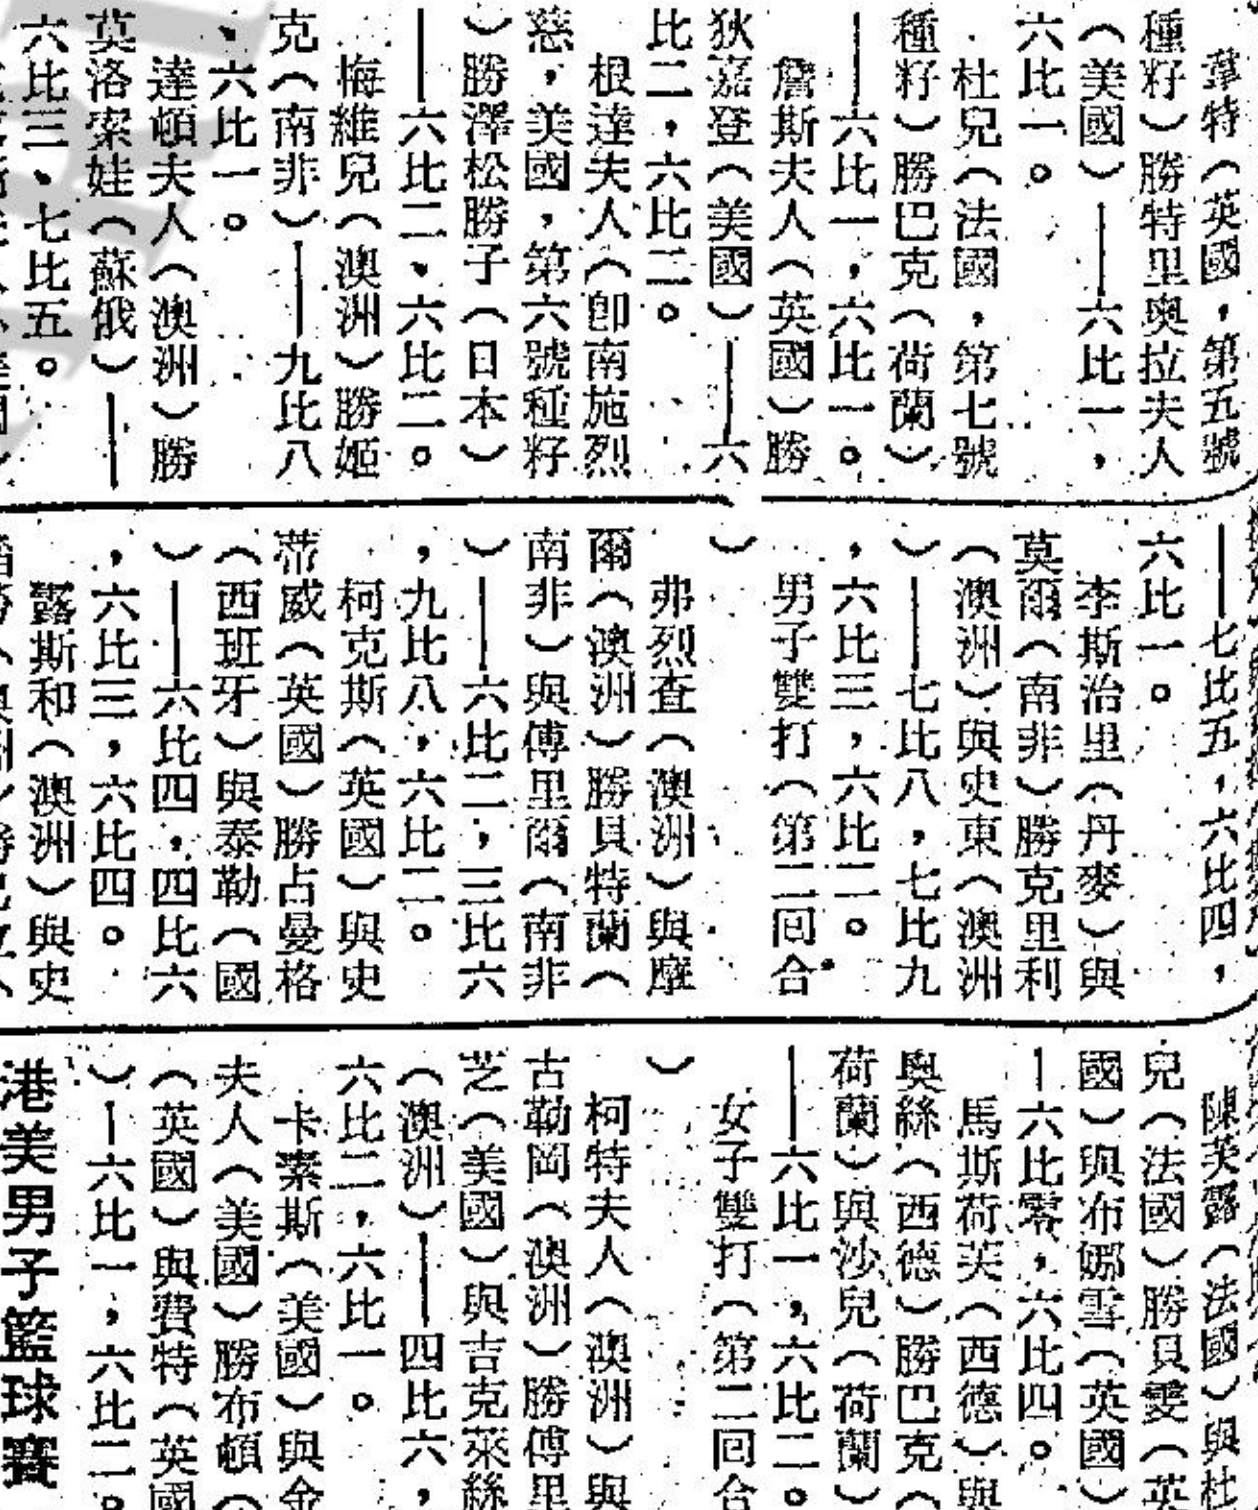 韋特（英國，第五號
種籽）勝特里奧拉夫人
（美國）——六比一，
六比一。
杜兒（法國，第七號
種籽）勝巴克（荷蘭）
——六比一，六比一。
詹斯夫人（英國）勝
狄嘉登（美國）——六
比二，六比二。
根達夫人（即南施烈
慈，美國，第六號種籽
）勝澤松勝子（日本）
——六比二、六比二。
梅維兒（澳洲）勝姬
克（南非）——九比八
、六比一。
達頓夫人（澳洲）勝
莫洛索娃（蘇俄）——
六比三、七比五。
——七比五，六比四，
六比一。
李斯治里（丹麥）與
莫爾（南非）勝克里利
（澳洲）與史東（澳洲
）——七比八，七比九
，六比三，六比二。
男子雙打（第二回合
）
弗烈查（澳洲）與摩
爾（澳洲）勝貝特蘭（
南非）與傅里爾（南非
）——六比二，三比六
，九比八，六比二。
柯克斯（英國）與史
蒂威（英國）勝占曼格
（西班牙）與泰勒（國
）——六比四，四比六
，六比三，六比四。
露斯和（澳洲）與史
陳芙露（法國）與杜
兒（法國）勝貝雯（英
國）與布娜雪（英國）
—六比零，六比四。
馬斯荷芙（西德）與
奧絲（西德）勝巴克（
荷蘭）與沙兒（荷蘭）
——六比一，六比二。
女子雙打（第二回合
）
柯特夫人（澳洲）與
古勒岡（澳洲）勝傅里
芝（美國）與吉克萊絲
（澳洲）——四比六，
六比二，六比一。
卡素斯（美國）與金
夫人（美國）勝布頓（
（英國）與費特（英國
）—六比一，六比二。
港美男子籃球賽